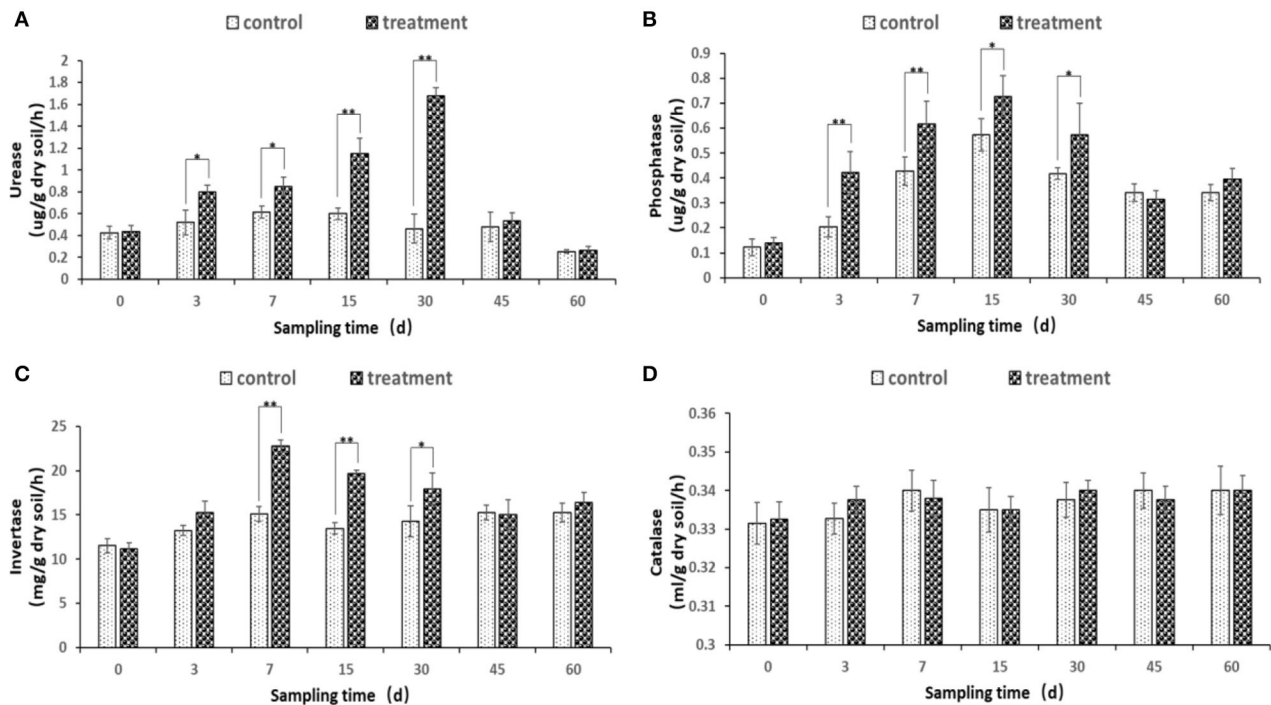 A
control treatment
Urease
(ug/g dry soil/h)
2
1.8
1.6
1.4
1.2
1
0.8
0.6
0.4
0.2
0
* * ** **
0 3 7 15 30 45 60
Sampling time (d)
B
control treatment
Phosphatase
(ug/g dry soil/h)
0.9
0.8
0.7
0.6
0.5
0.4
0.3
0.2
0.1
0
** ** * *
0 3 7 15 30 45 60
Sampling time (d)
C
control treatment
Invertase
(mg/g dry soil/h)
25
20
15
10
5
0
** ** *
0 3 7 15 30 45 60
Sampling time (d)
D
control treatment
Catalase
(ml/g dry soil/h)
0.35
0.34
0.33
0.32
0.31
0.3
0 3 7 15 30 45 60
Sampling time (d)